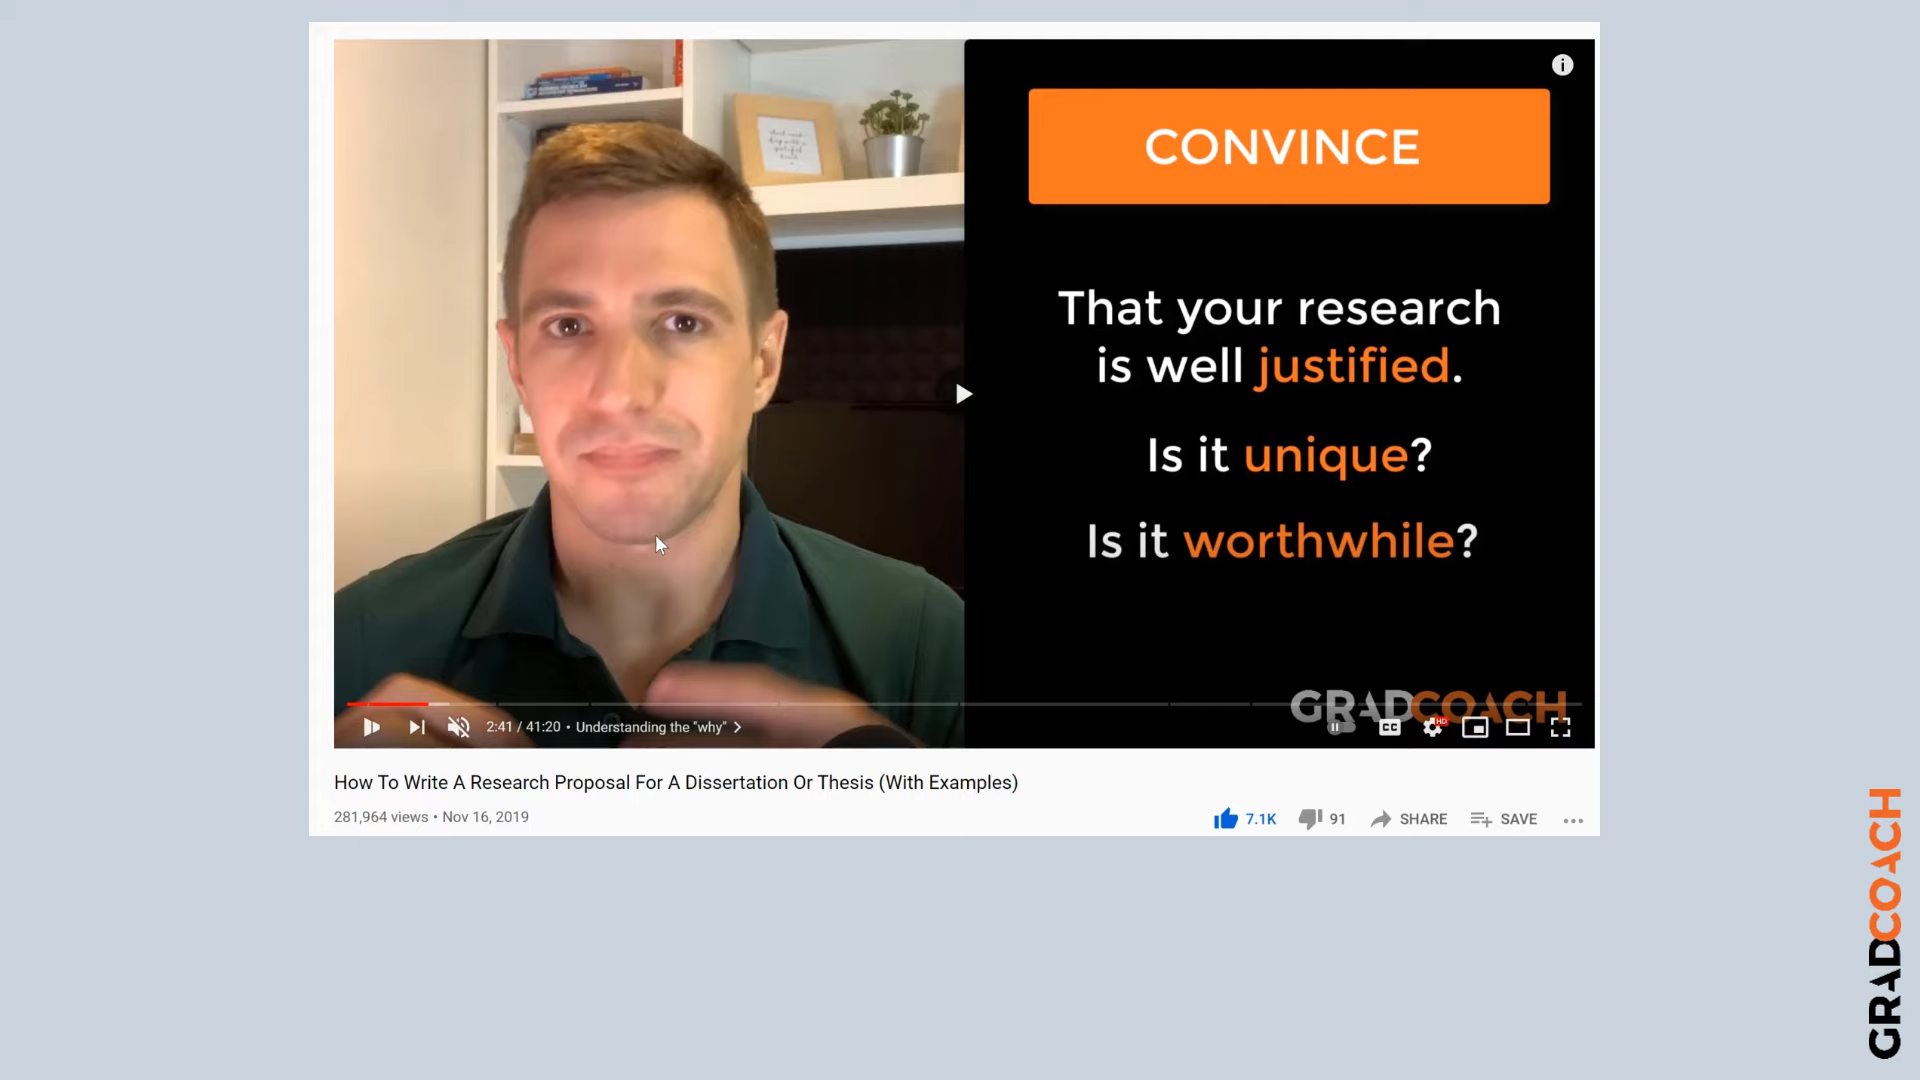 CONVINCE
That your research
is well justified.
Is it unique?
Is it worthwhile?
GRADCOACH
2:41 / 41:20 • Understanding the "why"
CC
HD
How To Write A Research Proposal For A Dissertation Or Thesis (With Examples)
281,964 views • Nov 16, 2019
7.1K
91
SHARE
SAVE
GRADCOACH